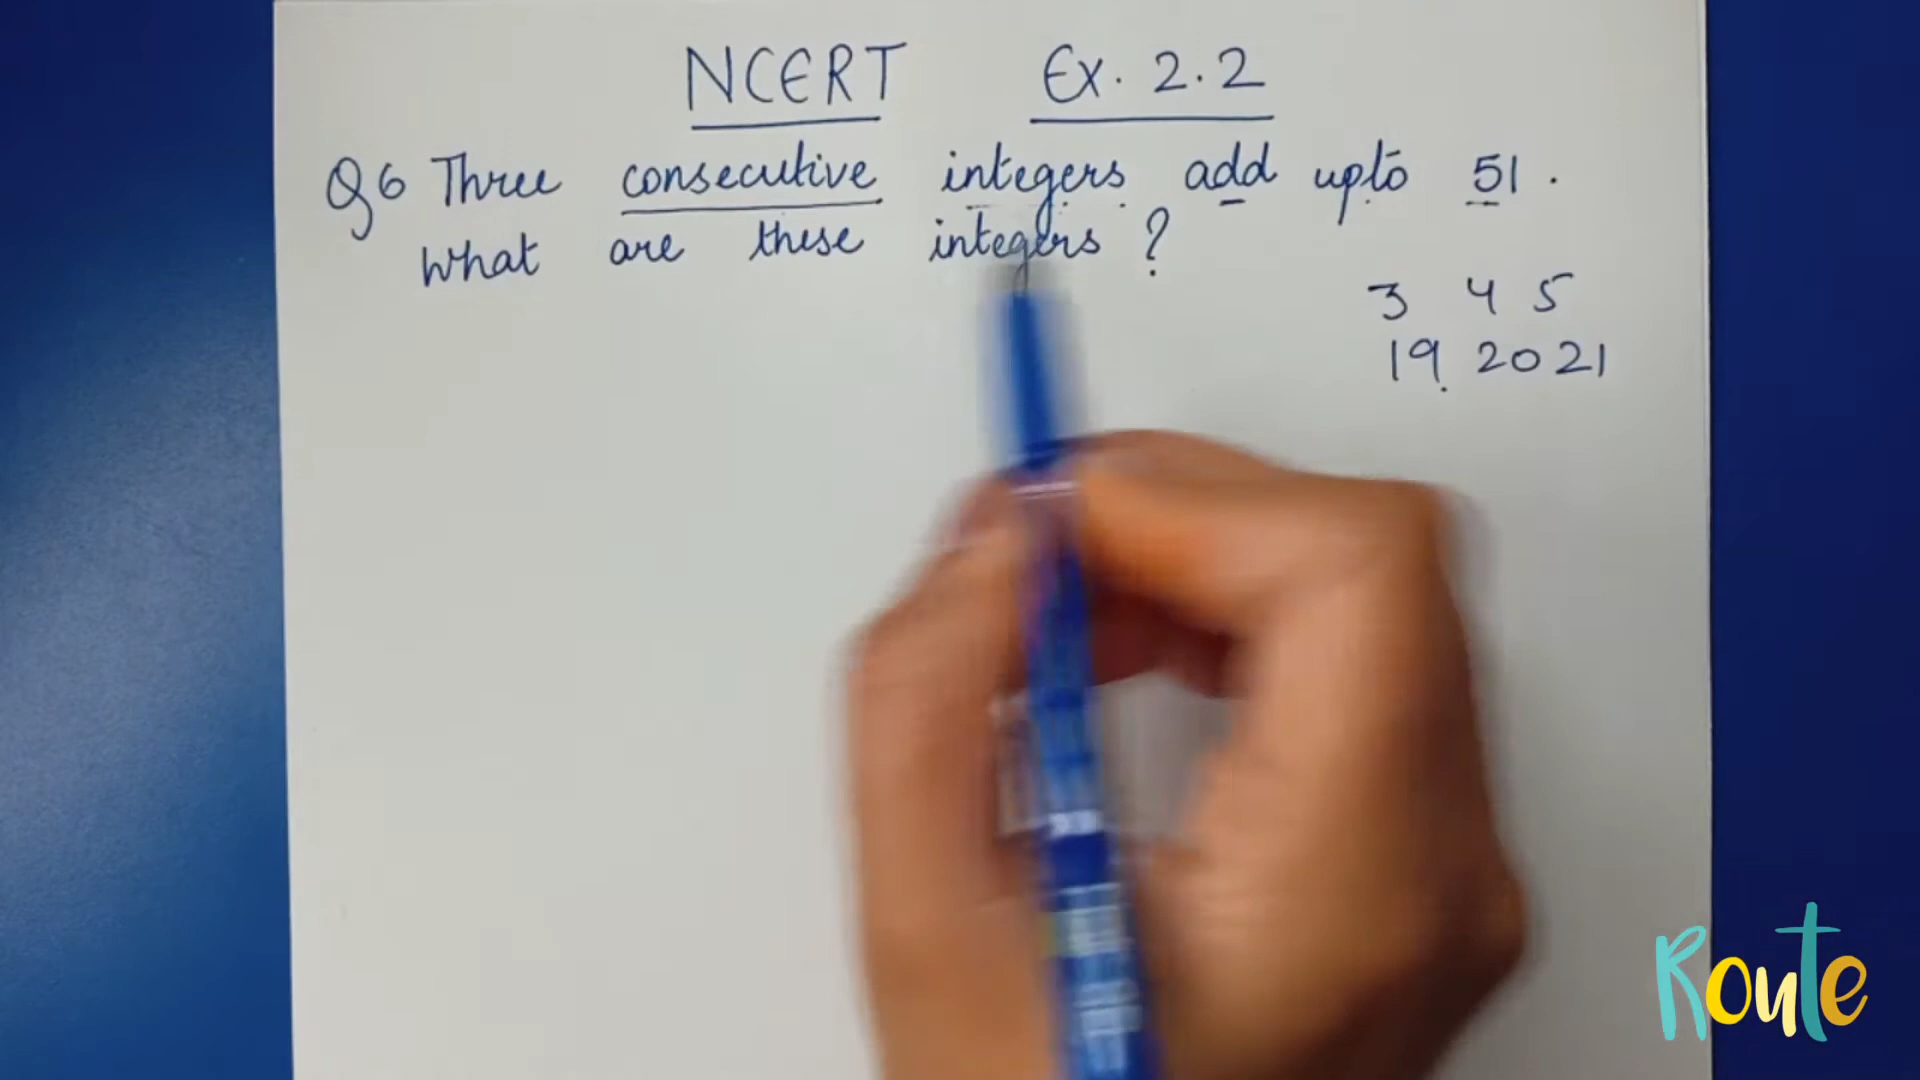 NCERT Ex. 2.2
Q6 Three consecutive integers add upto 51.
What are these integers?
3 4 5
19 20 21
Route